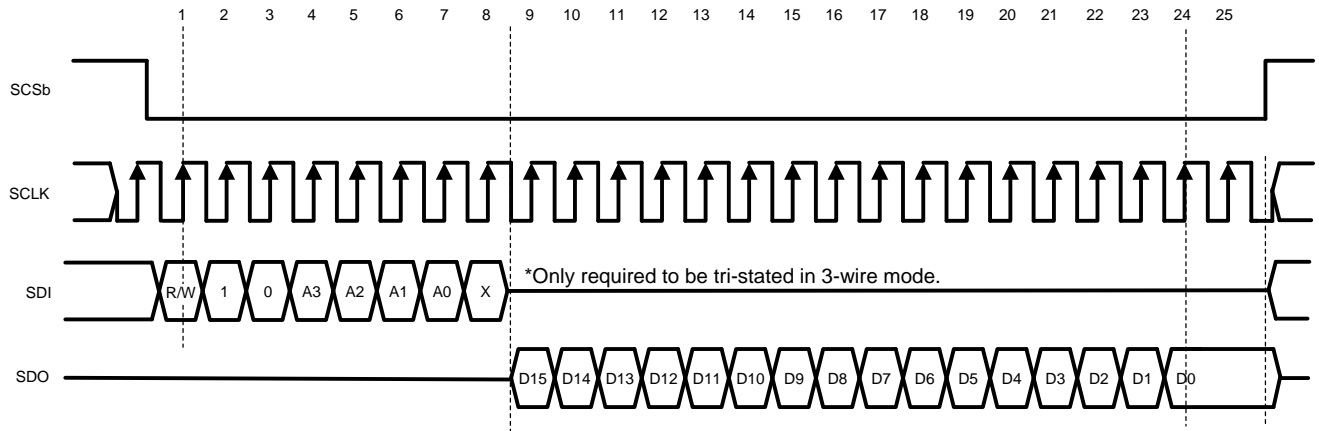 1 2 3 4 5 6 7 8 9 10 11 12 13 14 15 16 17 18 19 20 21 22 23 24 25
SCSb
SCLK
SDI R/W 1 0 A3 A2 A1 A0 X *Only required to be tri-stated in 3-wire mode.
SDO D15 D14 D13 D12 D11 D10 D9 D8 D7 D6 D5 D4 D3 D2 D1 D0